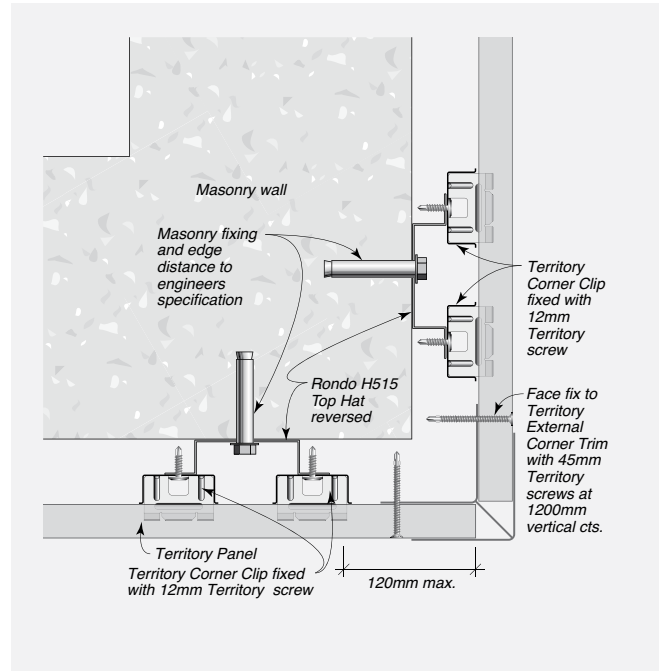 Masonry wall
Masonry fixing
and edge
distance to
engineers
specification
Territory
Corner Clip
fixed with
12mm
Territory
screw
Rondo H515
Top Hat
reversed
Face fix to
Territory
External
Corner Trim
with 45mm
Territory
screws at
1200mm
vertical cts.
Territory Panel
Territory Corner Clip fixed
with 12mm Territory screw
120mm max.